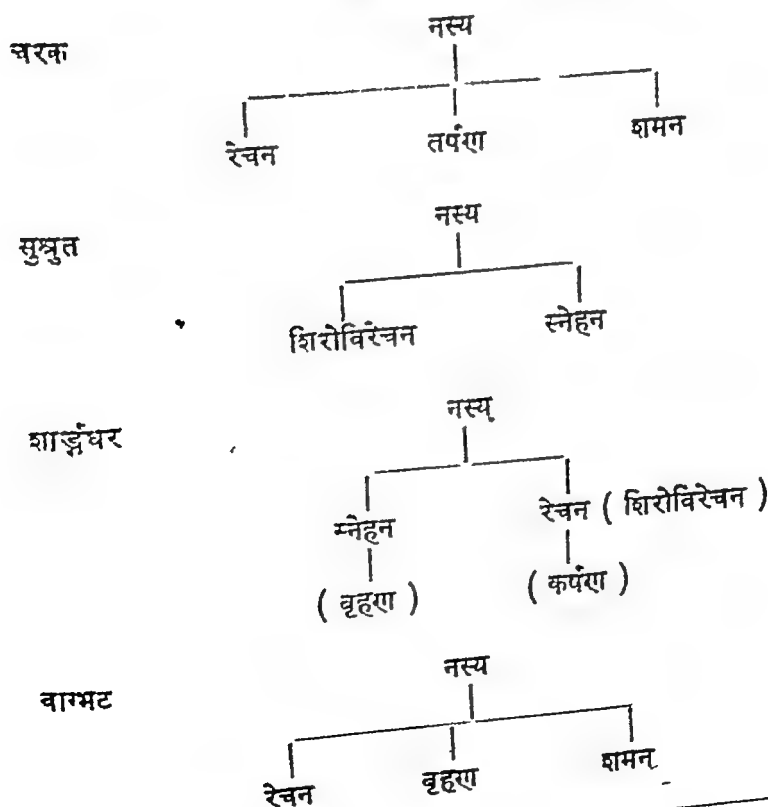 चरक
नस्य
रेचन तर्पण शमन
सुश्रुत
नस्य
शिरोविरेचन स्नेहन
शार्ङ्गधर
नस्य
स्नेहन रेचन ( शिरोविरेचन )
( वृहण ) ( कर्षण )
वाग्भट
नस्य
रेचन वृहण शमन